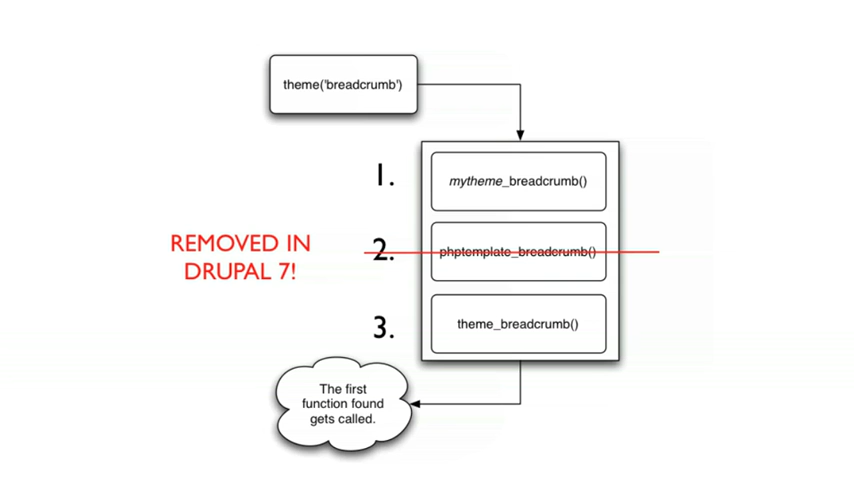 theme('breadcrumb')
1.
mytheme_breadcrumb()
REMOVED IN
DRUPAL 7!
2.
phptemplate_breadcrumb()
3.
theme_breadcrumb()
The first
function found
gets called.